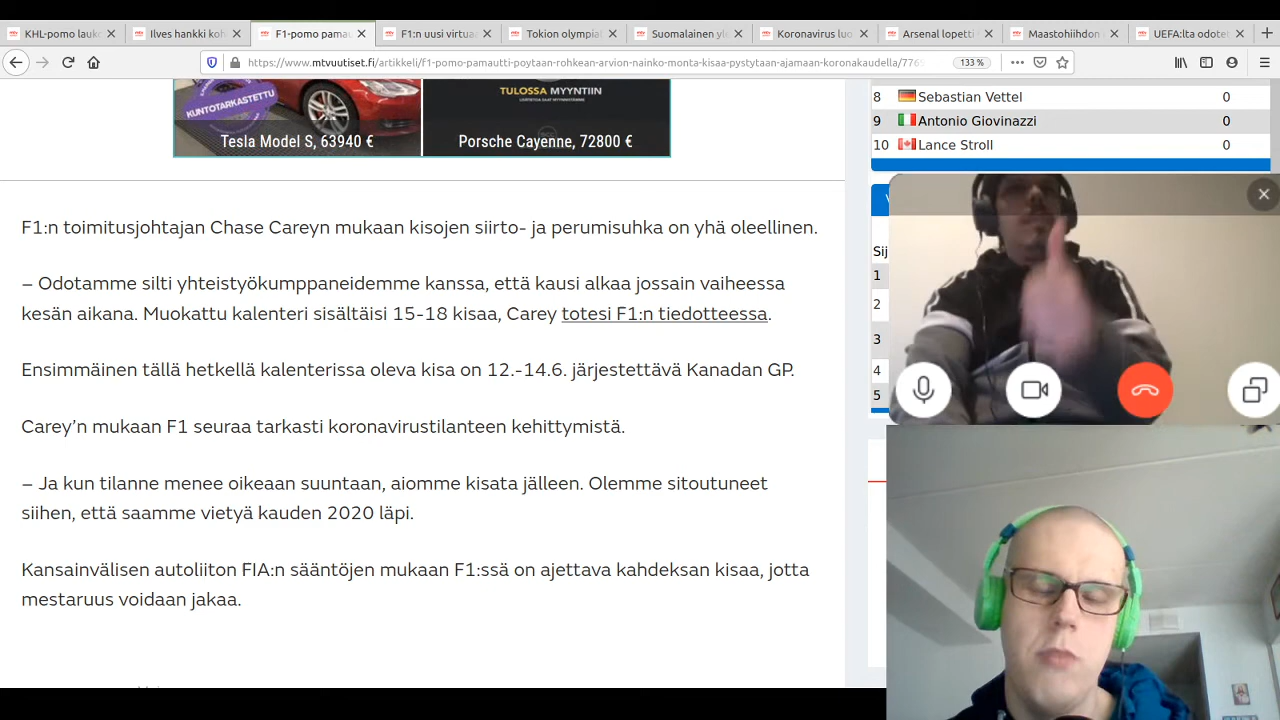 KHL-pomo lauk
Ilves hankki koh
F1-pomo pama
F1:n uusi virtua
Tokion olympial
Suomalainen yle
Koronavirus luo
Arsenal lopetti
Maastohiihdon
UEFA:lta odotet
https://www.mtvuutiset.fi/artikkeli/f1-pomo-pamautti-poytaan-rohkean-arvion-nainko-monta-kisaa-pystytaan-ajamaan-koronakaudella/776
133 %
KUNTOTARKASTETTU
Tesla Model S, 63940 €
TULOSSA MYYNTIIN
Porsche Cayenne, 72800 €
8 Sebastian Vettel 0
9 Antonio Giovinazzi 0
10 Lance Stroll 0
Sij
1
2
3
4
5
F1:n toimitusjohtajan Chase Careyn mukaan kisojen siirto- ja perumisuhka on yhä oleellinen.
– Odotamme silti yhteistyökumppaneidemme kanssa, että kausi alkaa jossain vaiheessa
kesän aikana. Muokattu kalenteri sisältäisi 15-18 kisaa, Carey totesi F1:n tiedotteessa.
Ensimmäinen tällä hetkellä kalenterissa oleva kisa on 12.-14.6. järjestettävä Kanadan GP.
Carey’n mukaan F1 seuraa tarkasti koronavirustilanteen kehittymistä.
– Ja kun tilanne menee oikeaan suuntaan, aiomme kisata jälleen. Olemme sitoutuneet
siihen, että saamme vietyä kauden 2020 läpi.
Kansainvälisen autoliiton FIA:n sääntöjen mukaan F1:ssä on ajettava kahdeksan kisaa, jotta
mestaruus voidaan jakaa.